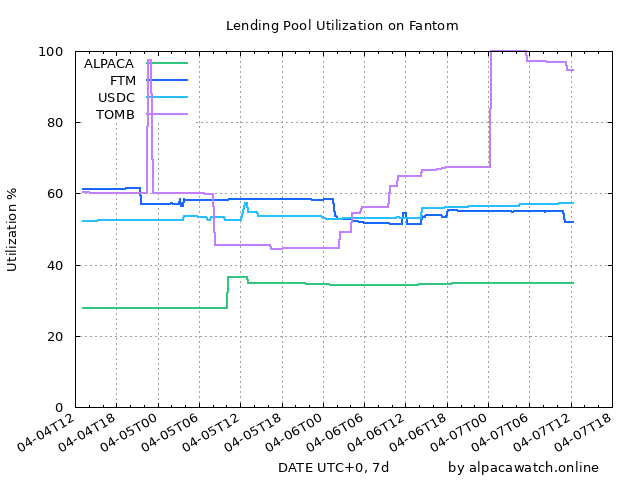 Lending Pool Utilization on Fantom
100
80
60
40
20
0
Utilization %
ALPACA
FTM
USDC
TOMB
04-04T12
04-04T18
04-05T00
04-05T06
04-05T12
04-05T18
04-06T00
04-06T06
04-06T12
04-06T18
04-07T00
04-07T06
04-07T12
04-07T18
DATE UTC+0, 7d
by alpacawatch.online